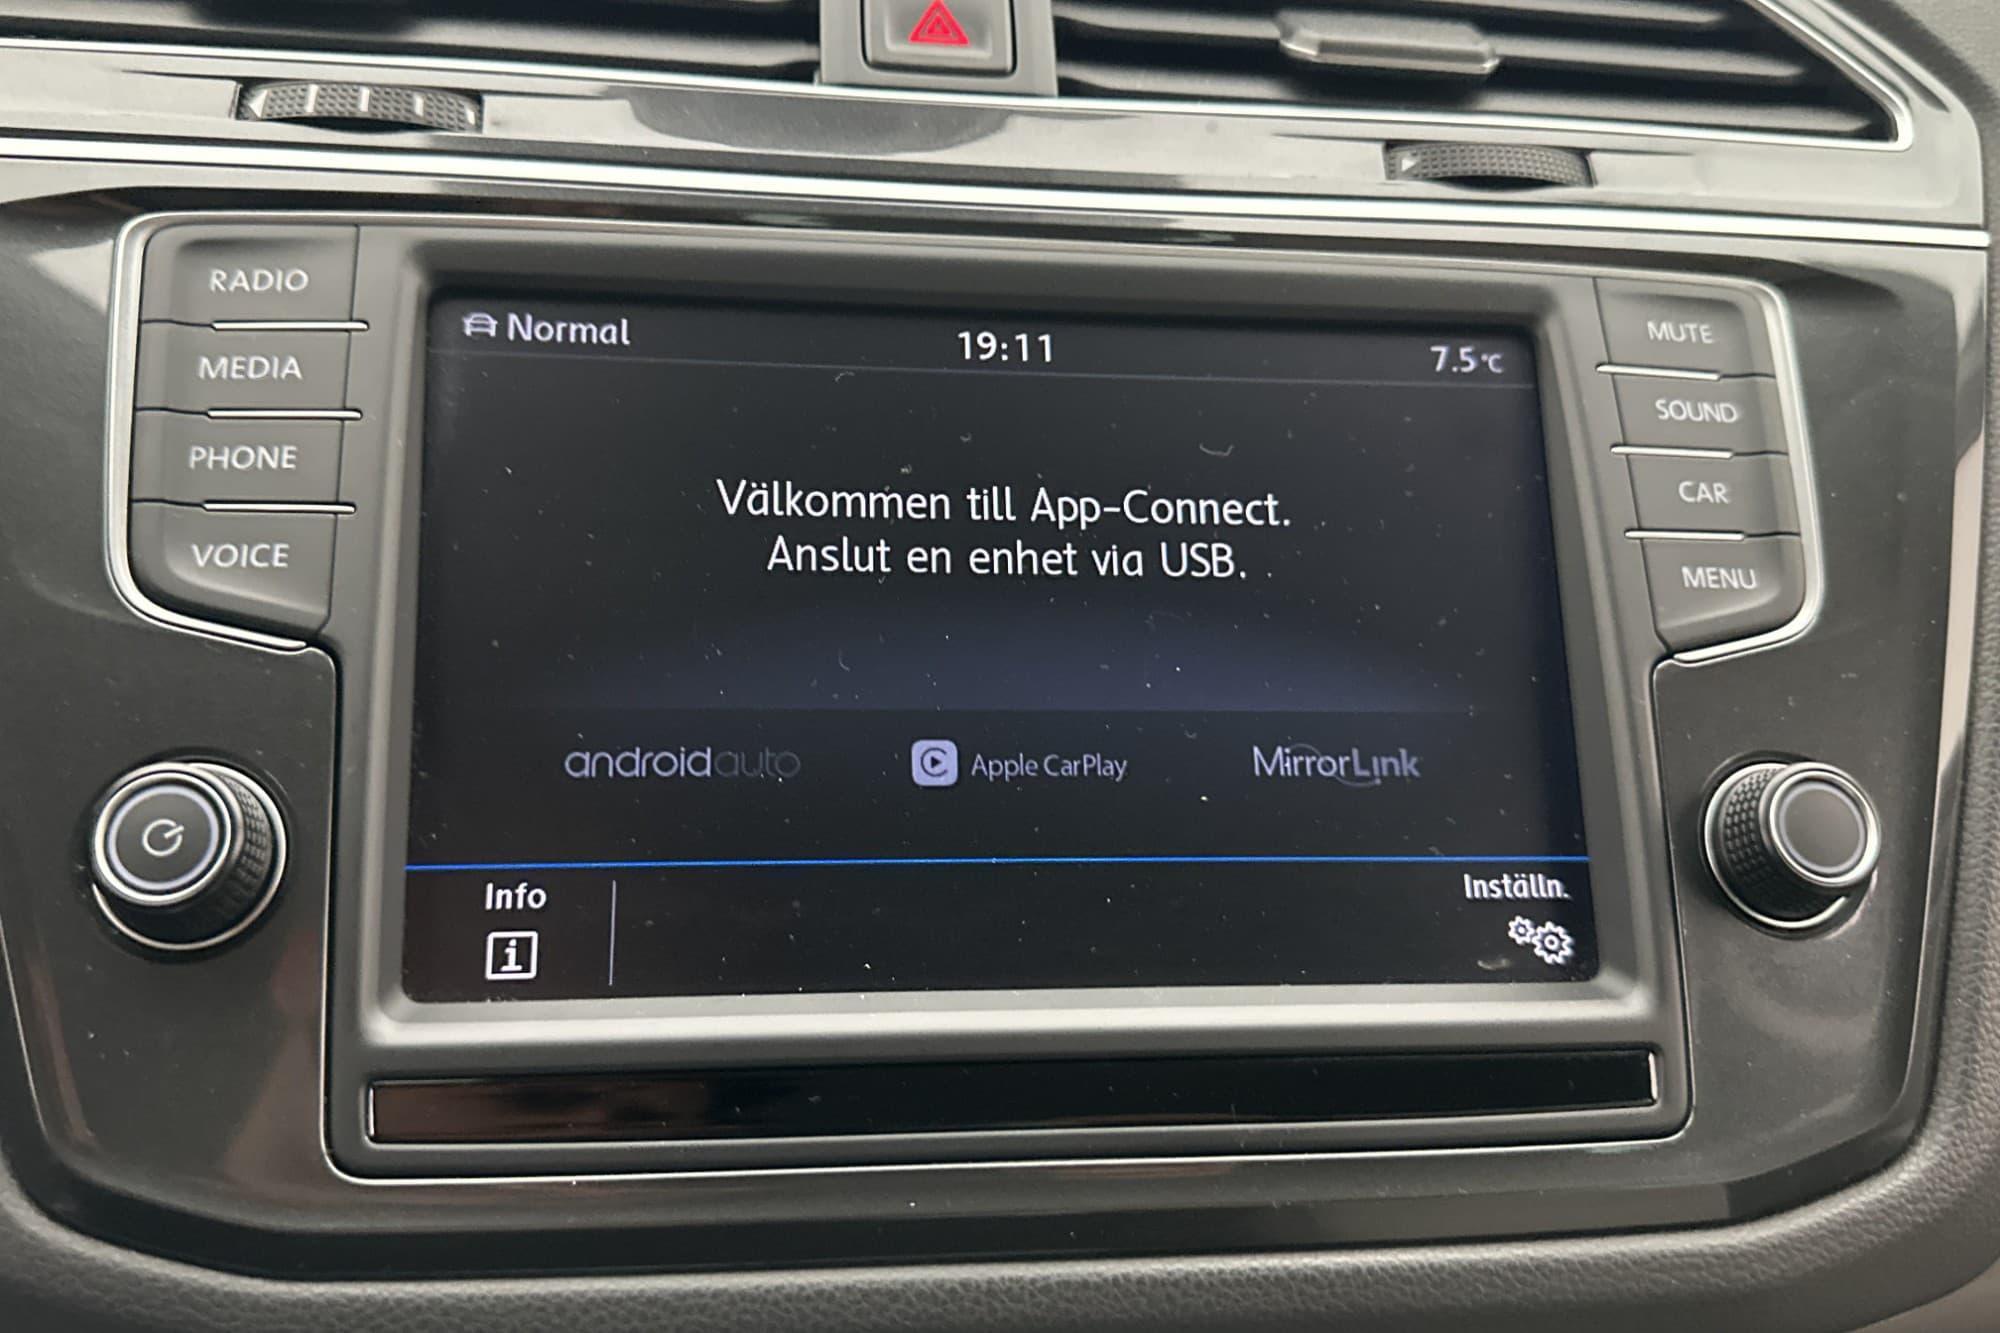 RADIO
MEDIA
PHONE
VOICE
Normal
19:11
7.5°C
Välkommen till App-Connect.
Anslut en enhet via USB.
androidauto
Apple CarPlay
MirrorLink
Info
i
Inställn.
MUTE
SOUND
CAR
MENU